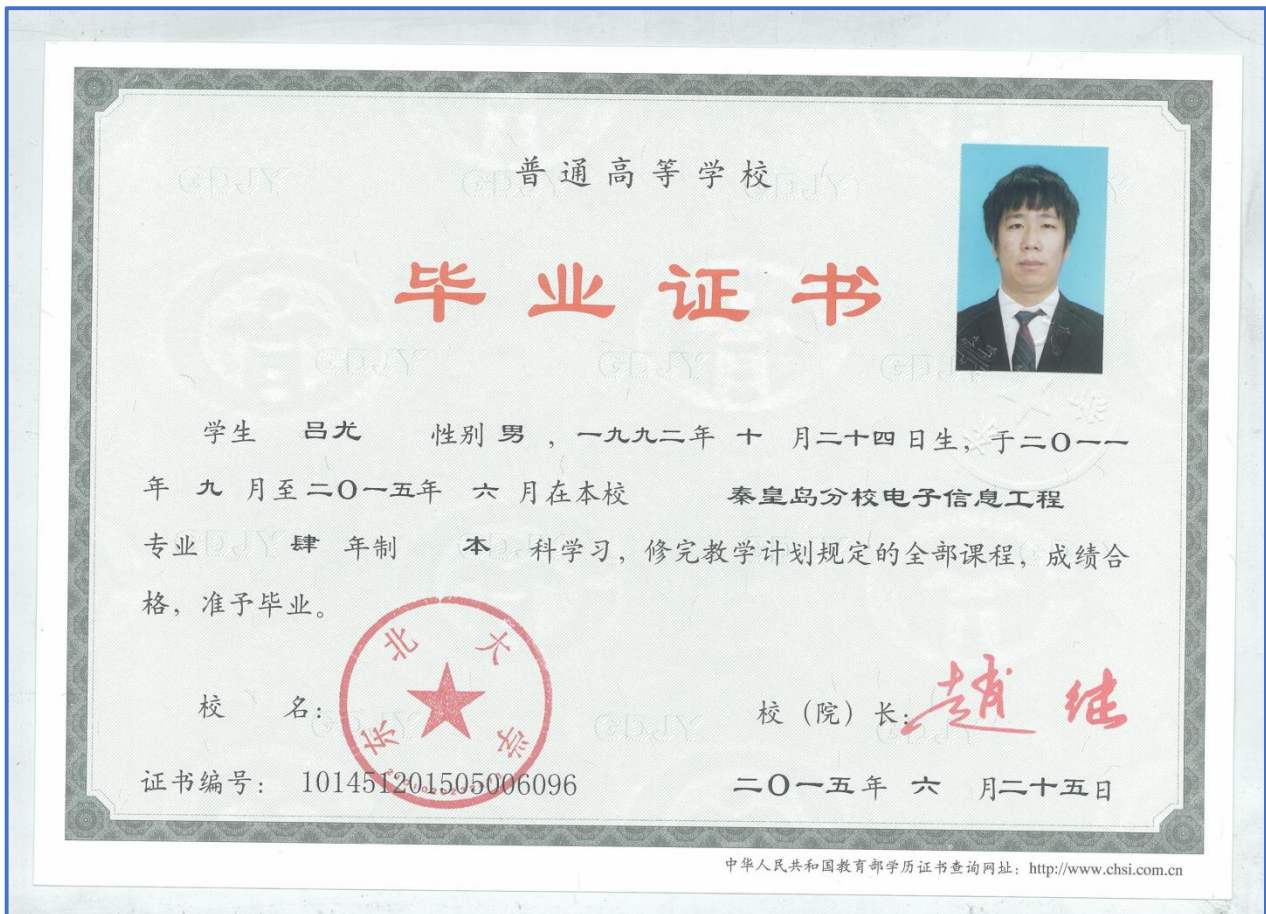 普通高等学校
毕业证书
学生 吕尤 性别 男 ，一九九二年 十 月二十四日生，于二〇一一
年 九 月至二〇一五年 六 月在本校 秦皇岛分校电子信息工程
专业 肆 年制 本 科学习，修完教学计划规定的全部课程，成绩合
格，准予毕业。
东北大学
校 名：
校（院）长：赵继
证书编号： 101451201505006096
二〇一五年 六 月二十五日
中华人民共和国教育部学历证书查询网址：http://www.chsi.com.cn